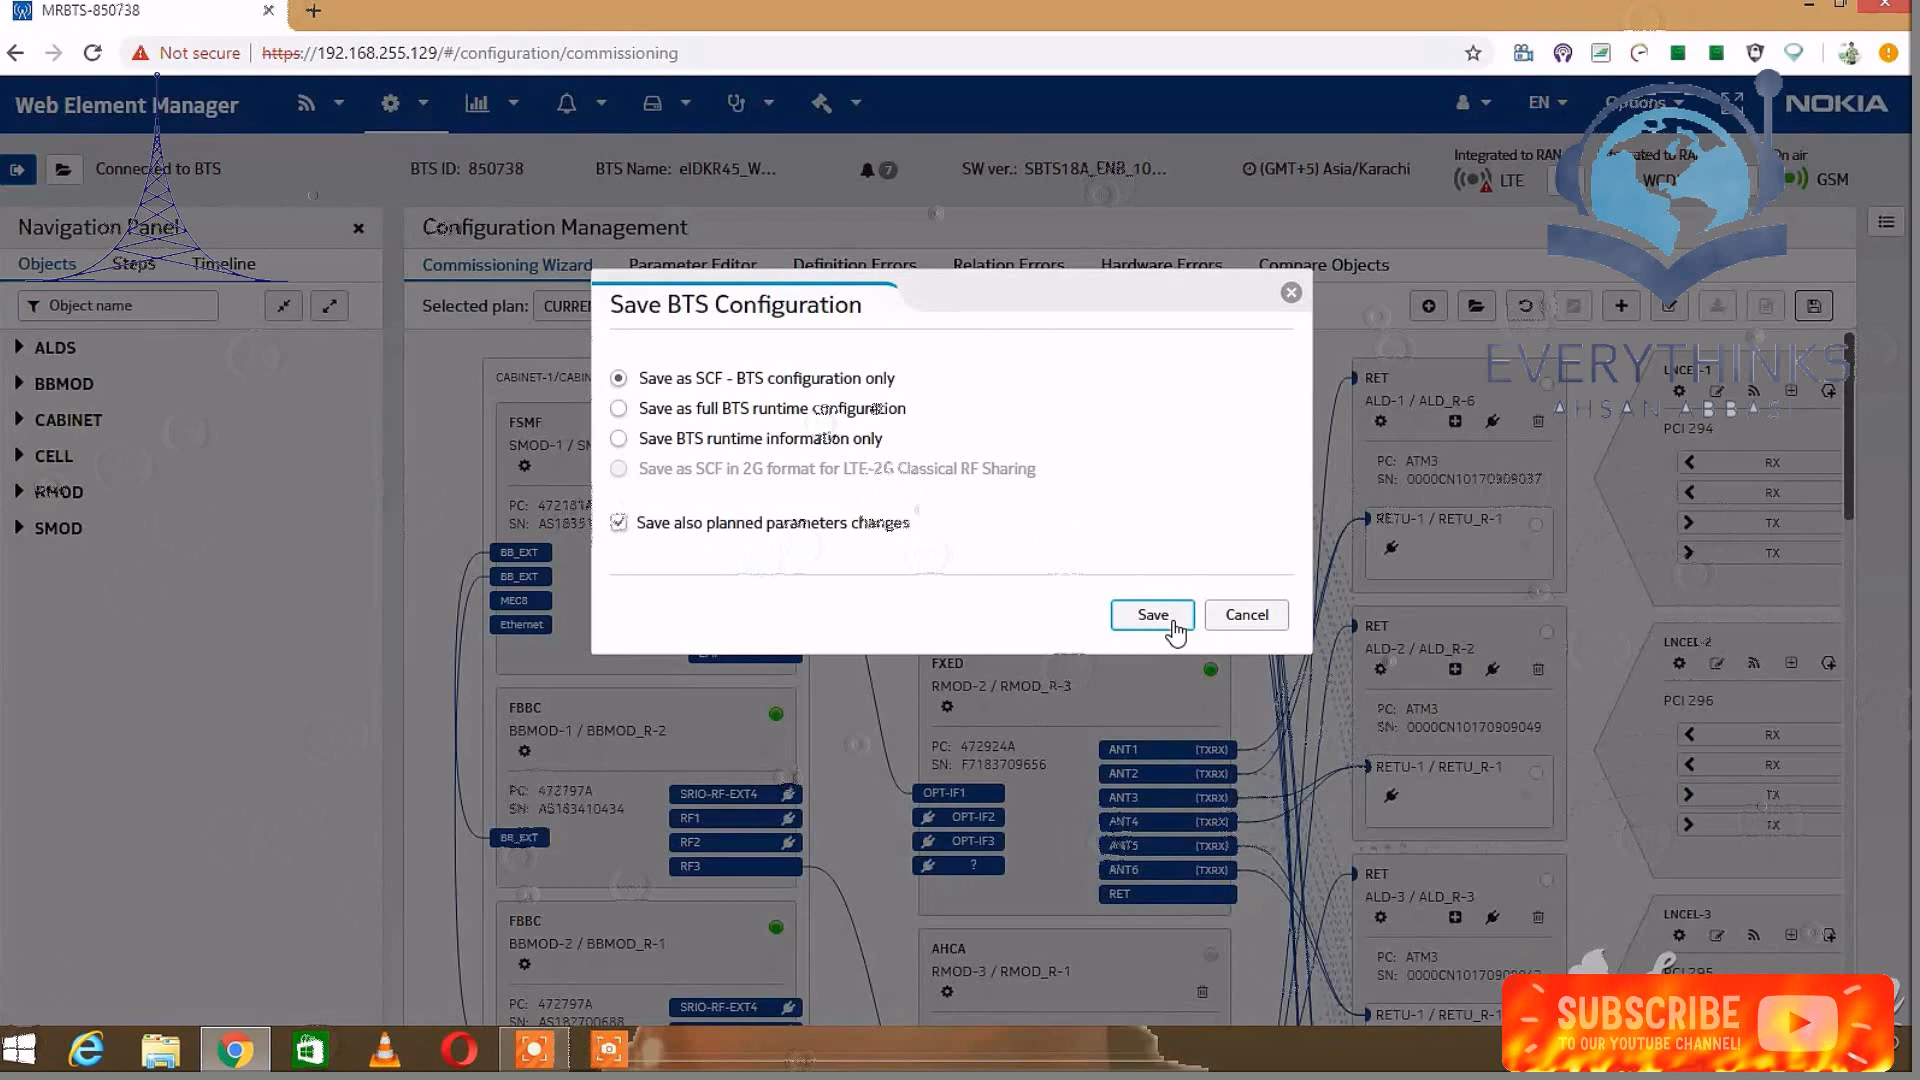 MRBTS-850738
Not secure
https://192.168.255.129/#/configuration/commissioning
Web Element Manager
EN
Options
NOKIA
Connected to BTS
BTS ID: 850738
BTS Name: eIDKR45_W...
7
SW ver.: SBTS18A_ENB_10...
(GMT+5) Asia/Karachi
Integrated to RAN
LTE
On air
GSM
Navigation Panel
Configuration Management
Objects
Steps
Timeline
Commissioning Wizard
Parameter Editor
Definition Errors
Relation Errors
Hardware Errors
Compare Objects
Object name
Selected plan:
ALDS
BBMOD
CABINET
CELL
RMOD
SMOD
Save BTS Configuration
Save as SCF - BTS configuration only
Save as full BTS runtime configuration
Save BTS runtime information only
Save as SCF in 2G format for LTE-2G Classical RF Sharing
Save also planned parameters changes
Save
Cancel
FSMF
BB_EXT
BB_EXT
MEC8
Ethernet
FBBC
BBMOD-1 / BBMOD_R-2
PC: 472797A
SN: AS183410434
SRIO-RF-EXT4
RF1
RF2
RF3
BB_EXT
FBBC
BBMOD-2 / BBMOD_R-1
PC: 472797A
SN: AS182700688
SRIO-RF-EXT4
FXED
RMOD-2 / RMOD_R-3
PC: 472924A
SN: F7183709656
OPT-IF1
OPT-IF2
OPT-IF3
?
ANT1 (TXRX)
ANT2 (TXRX)
ANT3 (TXRX)
ANT4 (TXRX)
ANT5 (TXRX)
ANT6 (TXRX)
RET
AHCA
RMOD-3 / RMOD_R-1
RET
ALD-1 / ALD_R-6
PC: ATM3
SN: 0000CN10170909037
RETU-1 / RETU_R-1
RET
ALD-2 / ALD_R-2
PC: ATM3
SN: 0000CN10170909049
RETU-1 / RETU_R-1
RET
ALD-3 / ALD_R-3
PC: ATM3
RETU-1 / RETU_R-1
LNCEL-1
PCI 294
RX
RX
TX
TX
LNCEL-2
PCI 296
RX
RX
TX
TX
LNCEL-3
PCI 295
EVERYTHINKS
AHSAN ABBASI
SUBSCRIBE
TO OUR YOUTUBE CHANNEL!